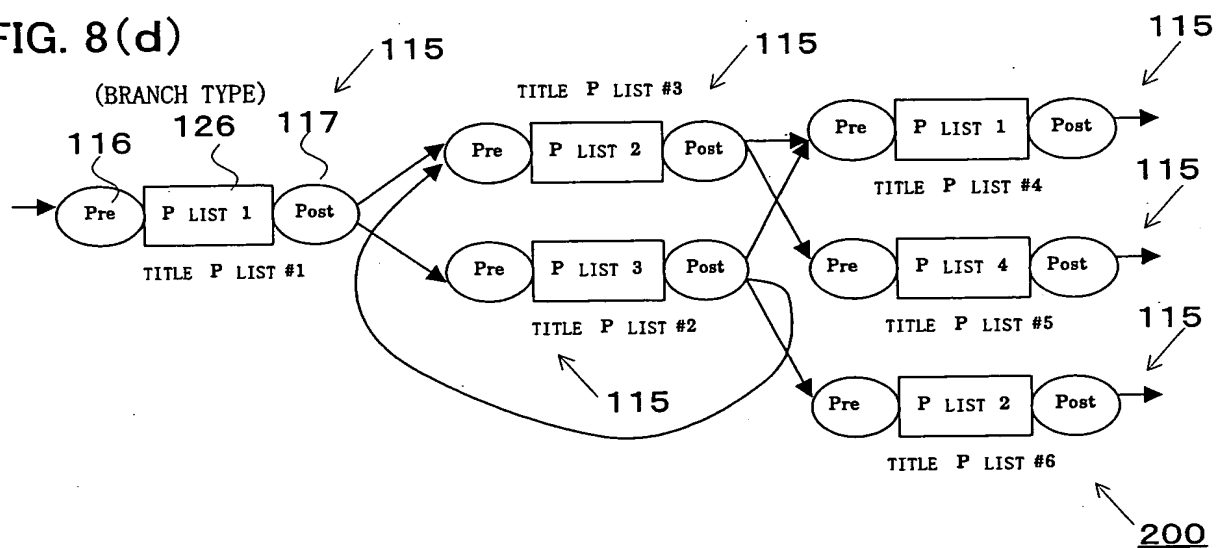 FIG. 8(d)
(BRANCH TYPE)
116
126
117
115
Pre
P LIST 1
Post
TITLE P LIST #1
TITLE P LIST #3
115
Pre
P LIST 2
Post
Pre
P LIST 3
Post
TITLE P LIST #2
115
115
Pre
P LIST 1
Post
TITLE P LIST #4
115
Pre
P LIST 4
Post
TITLE P LIST #5
115
Pre
P LIST 2
Post
TITLE P LIST #6
200